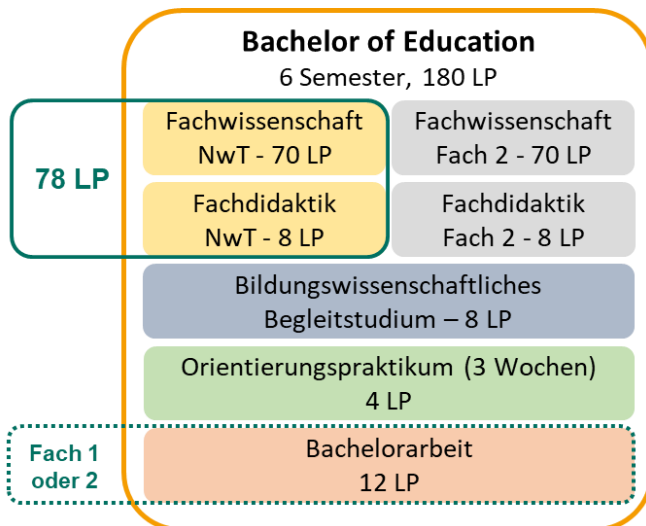 Bachelor of Education
6 Semester, 180 LP
78 LP
Fachwissenschaft
NwT - 70 LP
Fachwissenschaft
Fach 2 - 70 LP
Fachdidaktik
NwT - 8 LP
Fachdidaktik
Fach 2 - 8 LP
Bildungswissenschaftliches
Begleitstudium – 8 LP
Orientierungspraktikum (3 Wochen)
4 LP
Fach 1
oder 2
Bachelorarbeit
12 LP